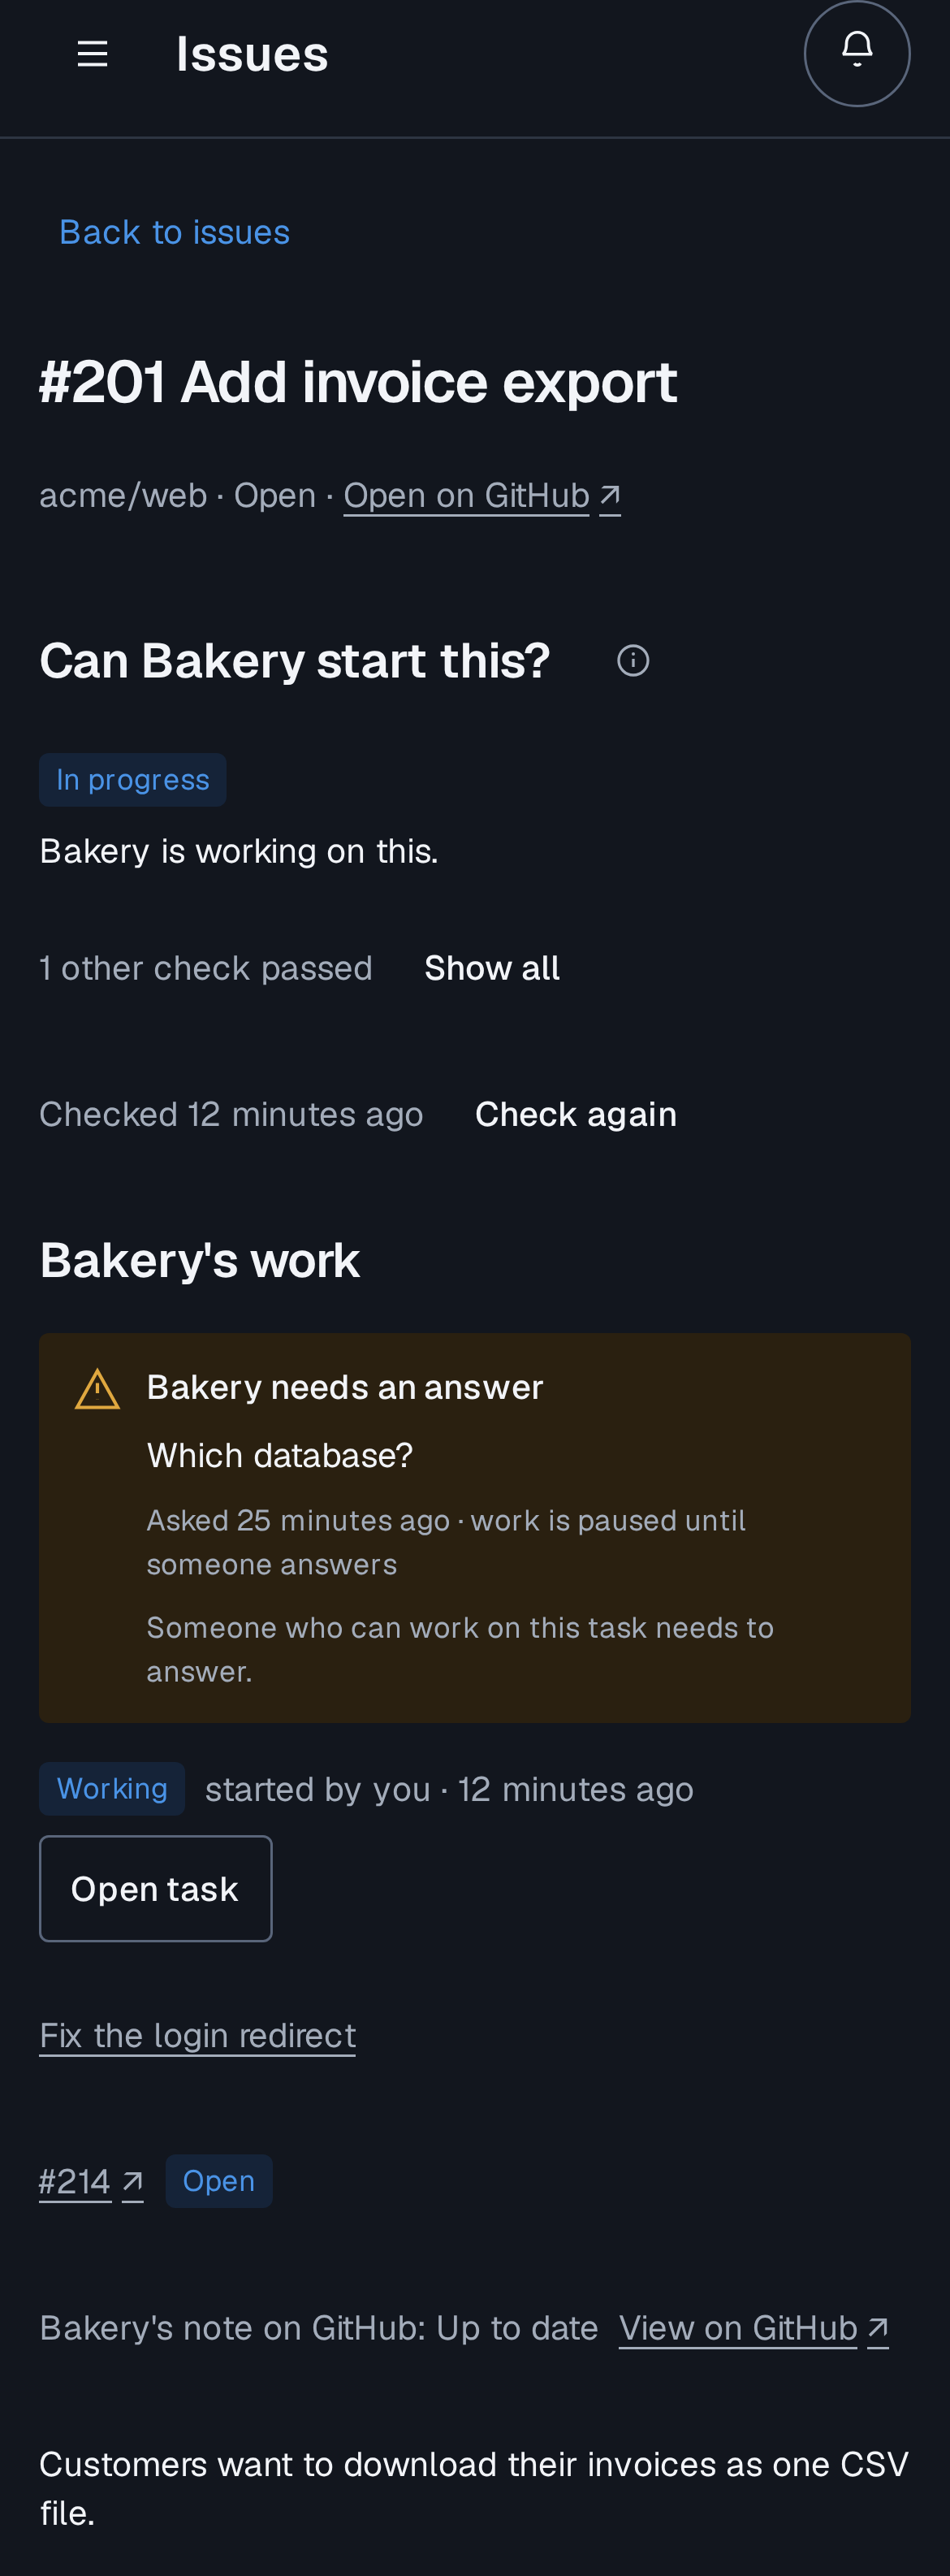 Issues
Back to issues
#201 Add invoice export
acme/web · Open · Open on GitHub ↗
Can Bakery start this?
In progress
Bakery is working on this.
1 other check passed Show all
Checked 12 minutes ago Check again
Bakery's work
Bakery needs an answer
Which database?
Asked 25 minutes ago · work is paused until
someone answers
Someone who can work on this task needs to
answer.
Working started by you · 12 minutes ago
Open task
Fix the login redirect
#214 ↗ Open
Bakery's note on GitHub: Up to date View on GitHub ↗
Customers want to download their invoices as one CSV
file.